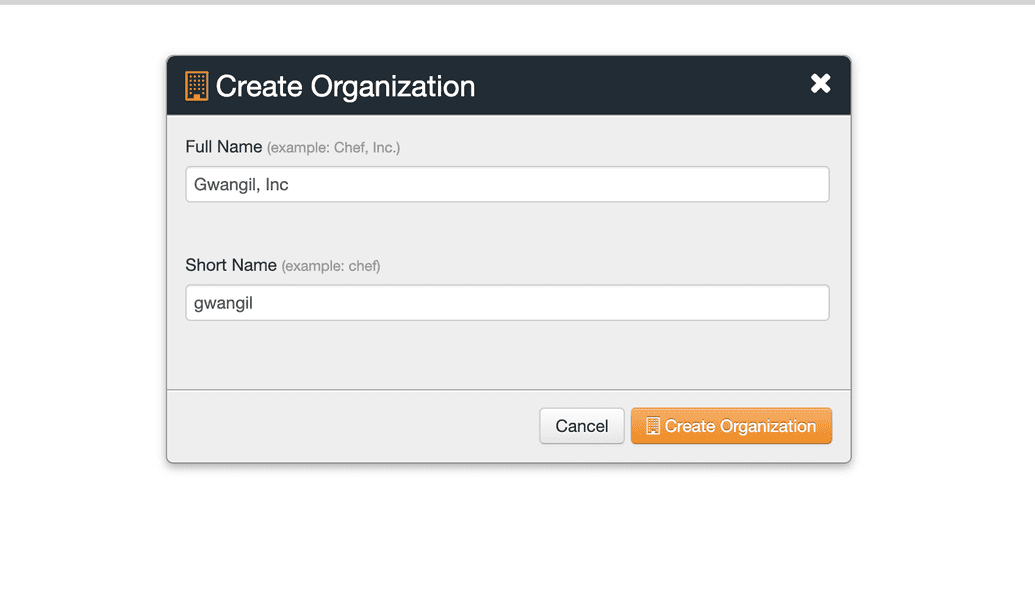 Create Organization
Full Name (example: Chef, Inc.)
Gwangil, Inc
Short Name (example: chef)
gwangil
Cancel Create Organization